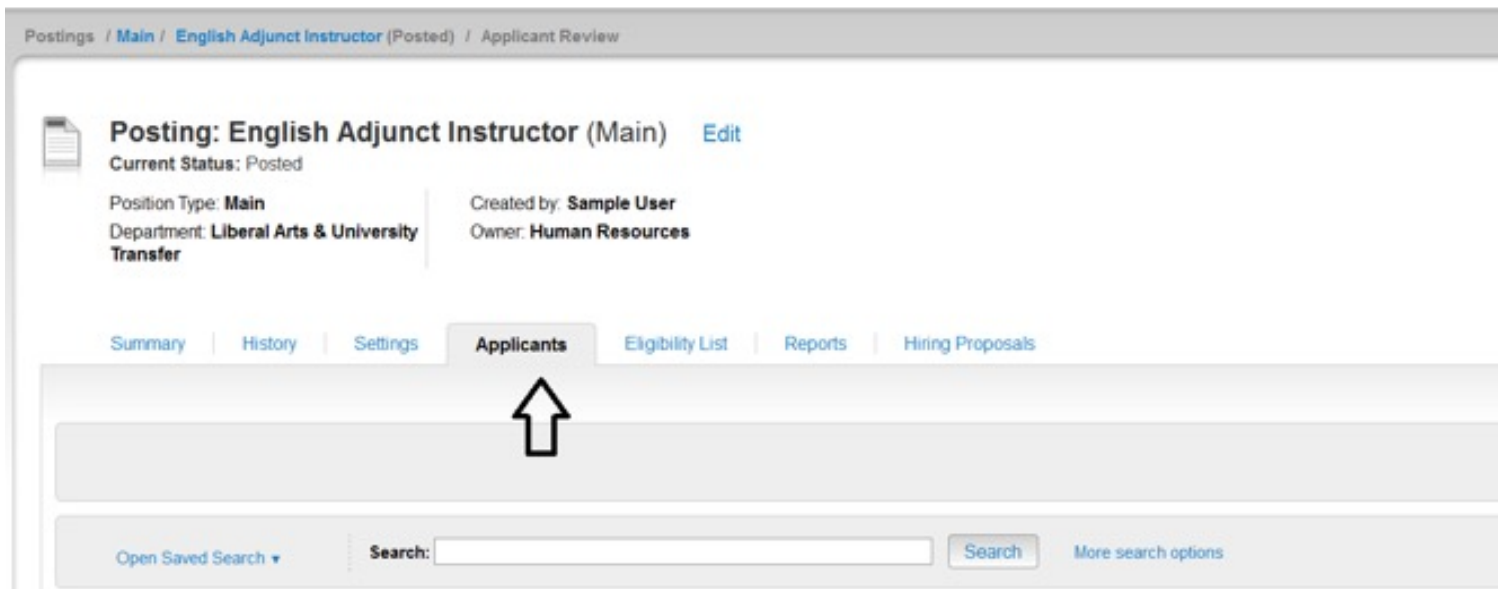 Postings / Main / English Adjunct Instructor (Posted) / Applicant Review
Posting: English Adjunct Instructor (Main) Edit
Current Status: Posted
Position Type: Main
Department: Liberal Arts & University
Transfer
Created by: Sample User
Owner: Human Resources
Summary History Settings Applicants Eligibility List Reports Hiring Proposals
Open Saved Search Search: Search More search options